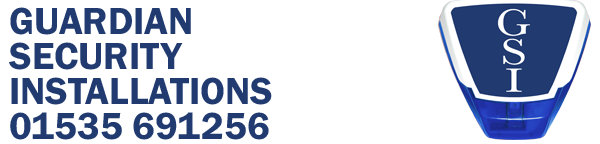 GUARDIAN
SECURITY
INSTALLATIONS
01535 691256
GSI